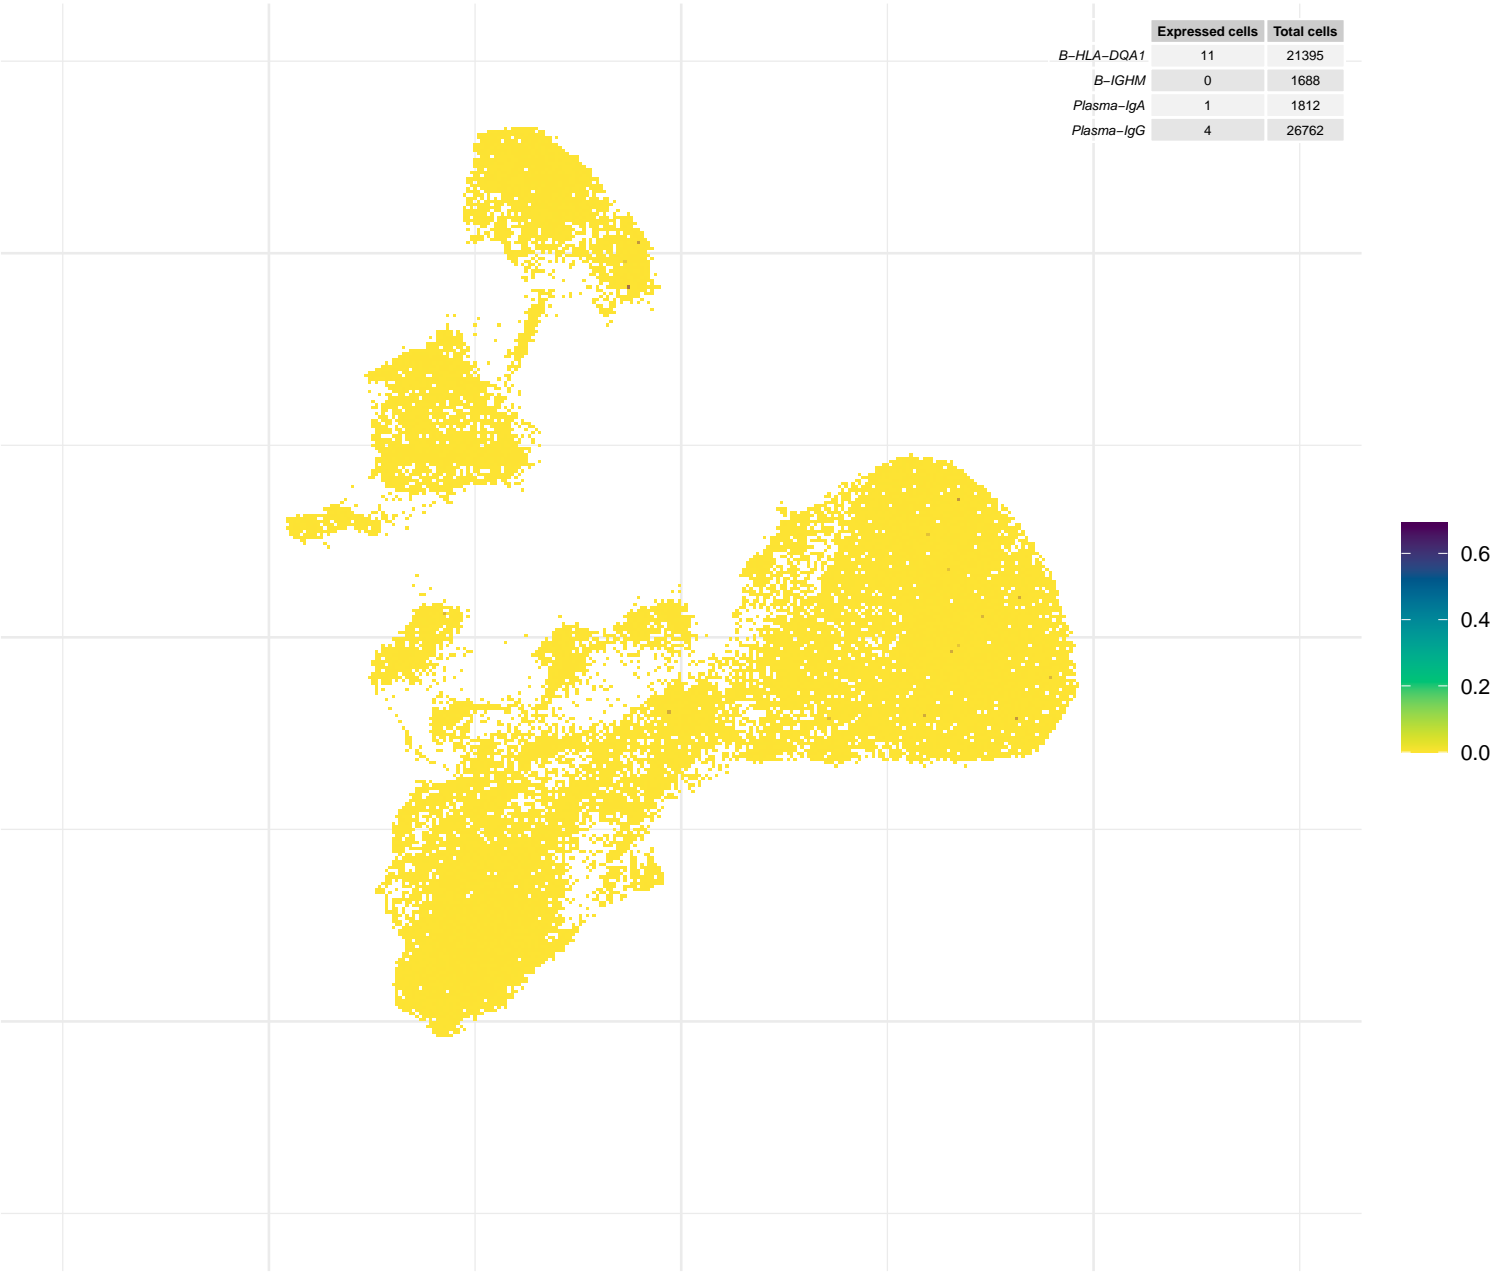 Expressed cells Total cells
B−HLA−DQA1 11 21395
B−IGHM 0 1688
Plasma−IgA 1 1812
Plasma−IgG 4 26762
0.6
0.4
0.2
0.0